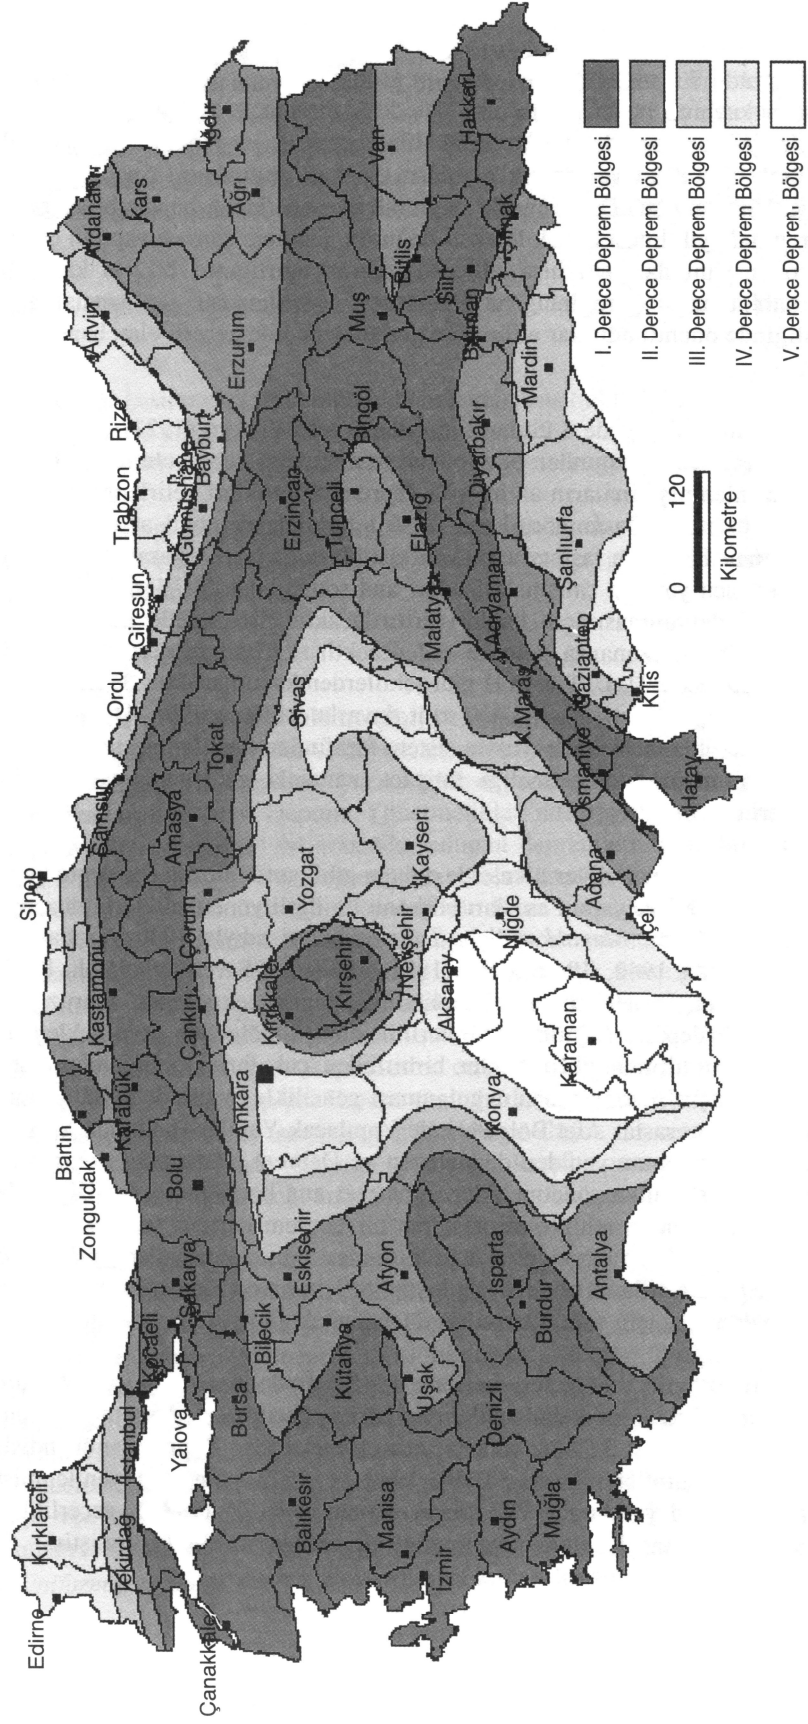 Edirne
Kırklareli
Tekirdağ
İstanbul
Çanakkale
Yalova
Kocaeli
Sakarya
Bursa
Bilecik
Balıkesir
Kütahya
Eskişehir
Manisa
Uşak
Afyon
İzmir
Aydın
Denizli
Muğla
Burdur
Isparta
Antalya
Zonguldak
Bartın
Bolu
Karabük
Kastamonu
Çankırı
Ankara
Kırıkkale
Kırşehir
Konya
Aksaray
Karaman
Nevşehir
Niğde
İçel
Sinop
Samsun
Çorum
Amasya
Tokat
Yozgat
Kayseri
Sivas
Adana
Osmaniye
Hatay
K.Maraş
Gaziantep
Kilis
Ordu
Giresun
Trabzon
Gümüşhane
Bayburt
Rize
Artvin
Ardahan
Kars
Iğdır
Ağrı
Erzurum
Erzincan
Tunceli
Bingöl
Elazığ
Malatya
Adıyaman
Şanlıurfa
Diyarbakır
Mardin
Muş
Bitlis
Van
Batman
Siirt
Şırnak
Hakkari
0 120
Kilometre
I. Derece Deprem Bölgesi
II. Derece Deprem Bölgesi
III. Derece Deprem Bölgesi
IV. Derece Deprem Bölgesi
V. Derece Deprem Bölgesi